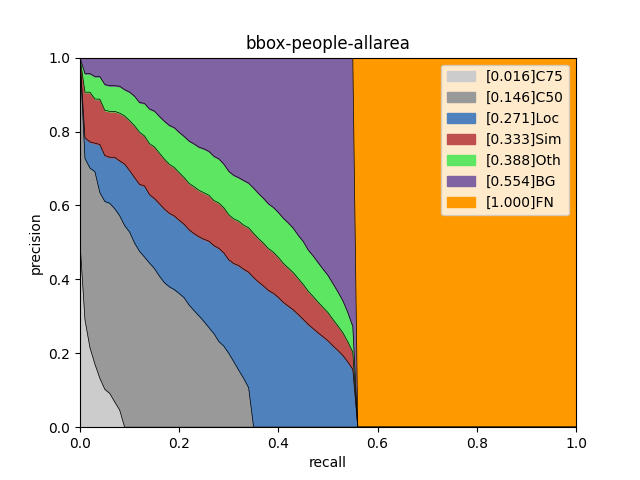 bbox-people-allarea
1.0
0.8
0.6
0.4
0.2
0.0
precision
[0.016]C75
[0.146]C50
[0.271]Loc
[0.333]Sim
[0.388]Oth
[0.554]BG
[1.000]FN
0.0 0.2 0.4 0.6 0.8 1.0
recall